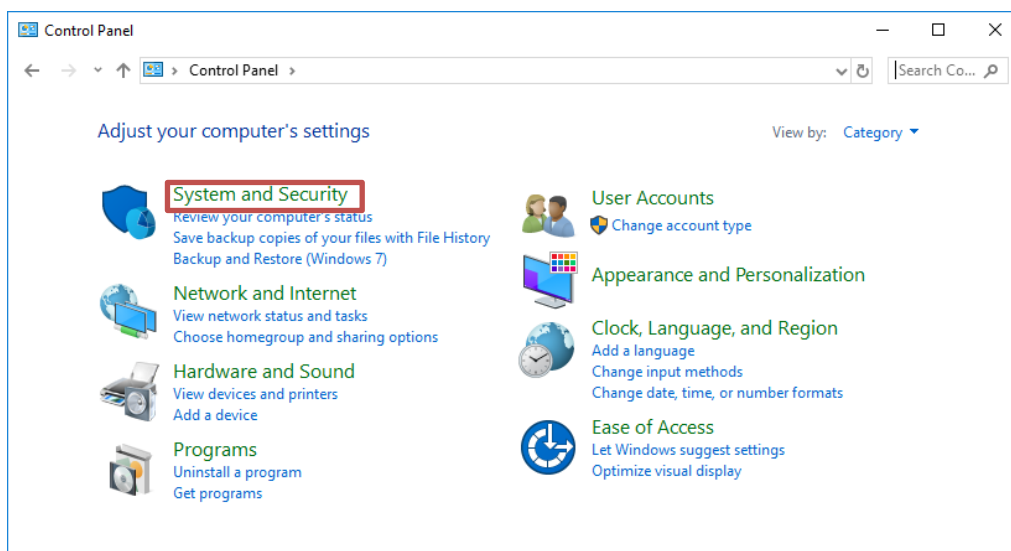 Control Panel
Control Panel
Search Co...
Adjust your computer's settings
View by: Category
System and Security
Review your computer's status
Save backup copies of your files with File History
Backup and Restore (Windows 7)
Network and Internet
View network status and tasks
Choose homegroup and sharing options
Hardware and Sound
View devices and printers
Add a device
Programs
Uninstall a program
Get programs
User Accounts
Change account type
Appearance and Personalization
Clock, Language, and Region
Add a language
Change input methods
Change date, time, or number formats
Ease of Access
Let Windows suggest settings
Optimize visual display